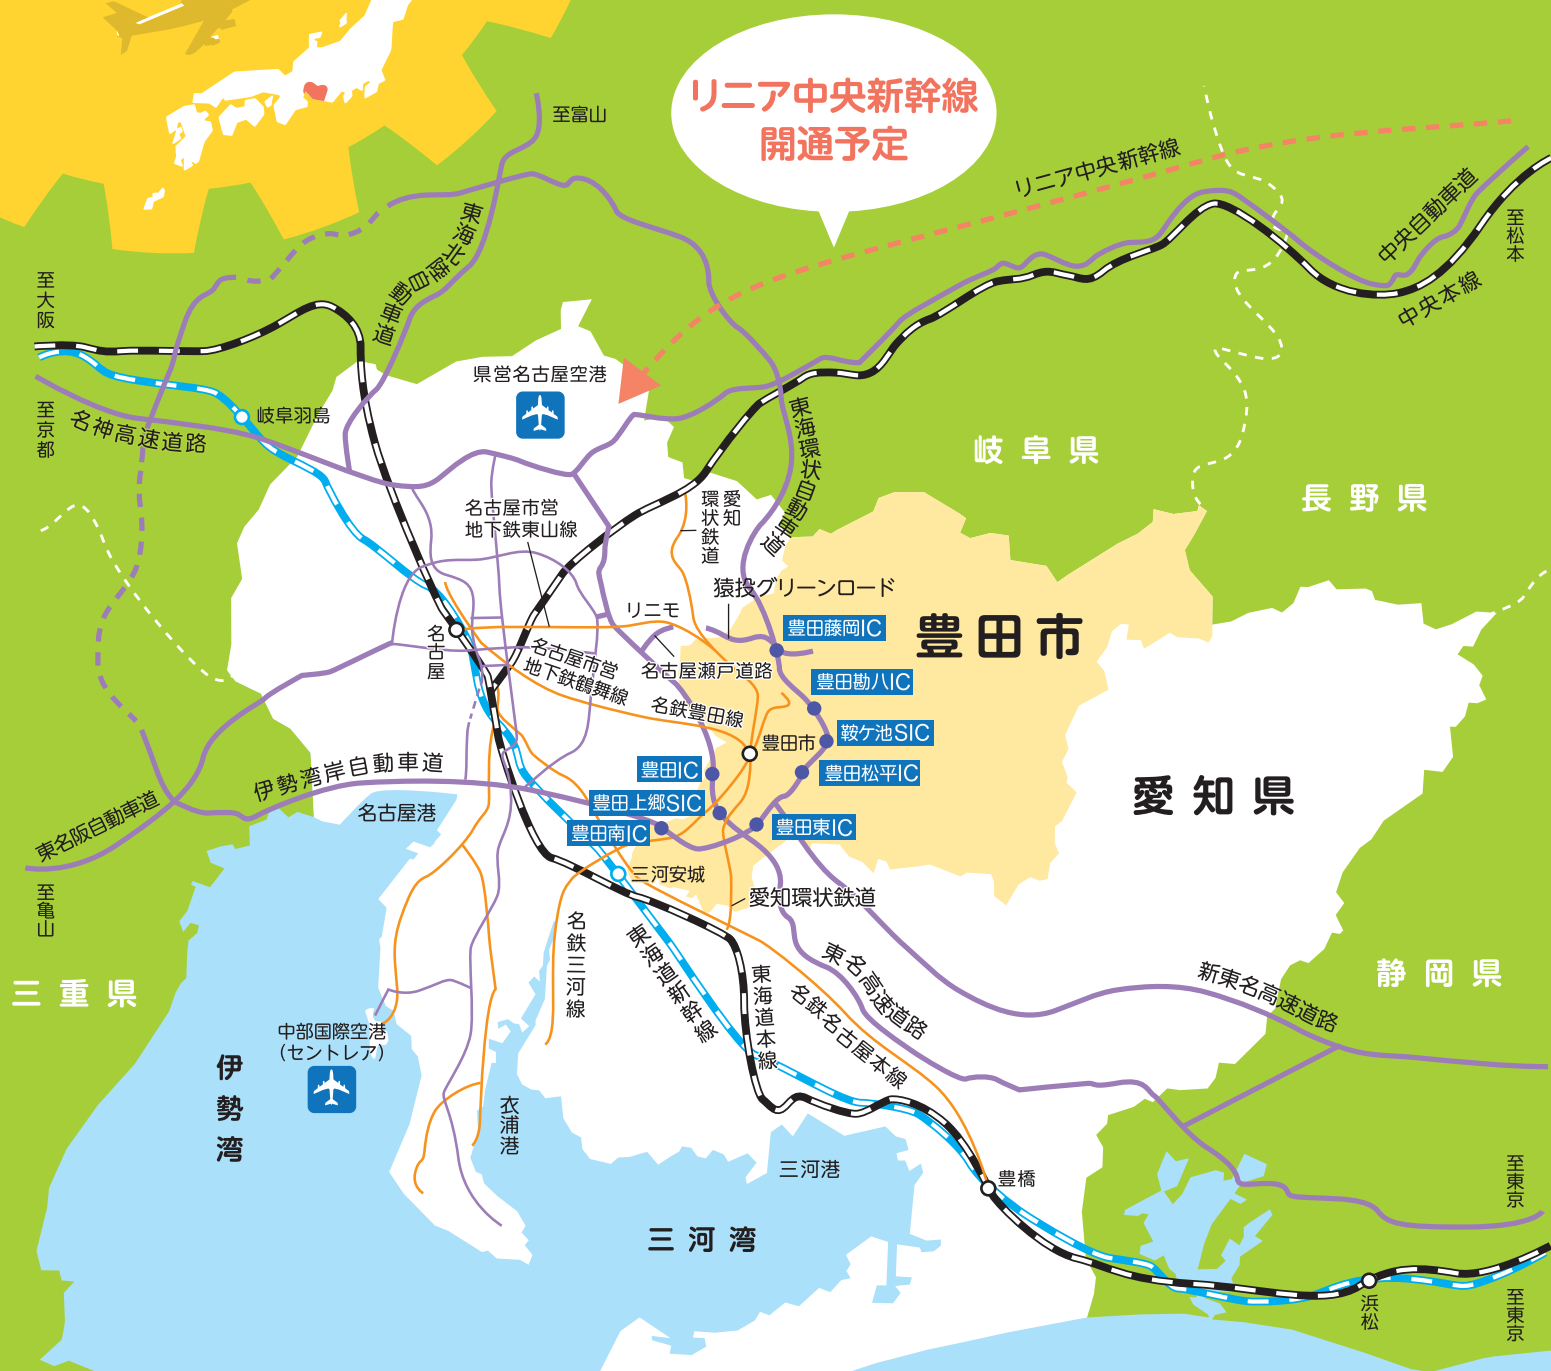 リニア中央新幹線
開通予定
至富山
リニア中央新幹線
中央自動車道
至松本
中央本線
東海北陸自動車道
至大阪
県営名古屋空港
岐阜羽島
至京都
名神高速道路
東海環状自動車道
岐阜県
長野県
名古屋市営
地下鉄東山線
愛知
環状鉄道
猿投グリーンロード
リニモ
豊田藤岡IC
豊田市
名古屋
名古屋市営
地下鉄鶴舞線
名古屋瀬戸道路
豊田勘八IC
名鉄豊田線
鞍ケ池SIC
豊田市
豊田IC
豊田松平IC
伊勢湾岸自動車道
愛知県
豊田上郷SIC
名古屋港
豊田南IC
豊田東IC
東名阪自動車道
三河安城
至亀山
愛知環状鉄道
名鉄三河線
東海道新幹線
東海道本線
東名高速道路
名鉄名古屋本線
新東名高速道路
静岡県
三重県
中部国際空港
(セントレア)
伊勢湾
衣浦港
三河港
豊橋
三河湾
至東京
浜松
至東京